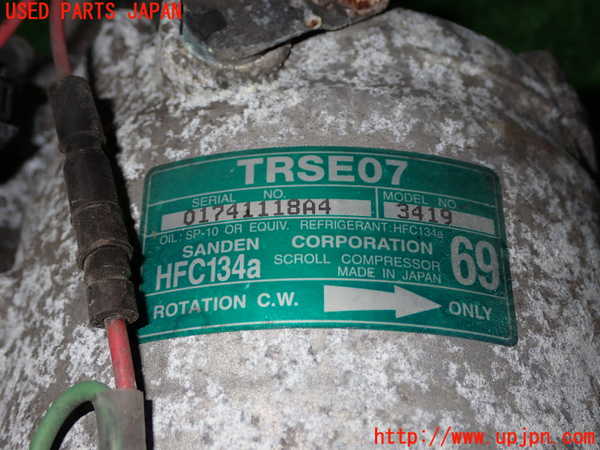 USED PARTS JAPAN
TRSE07
SERIAL NO. MODEL NO.
01741118A4 3419
OIL: SP-10 OR EQUIV. REFRIGERANT:HFC134a
SANDEN CORPORATION
HFC134a SCROLL COMPRESSOR 69
MADE IN JAPAN
ROTATION C.W. ONLY
http://www.upjpn.com/